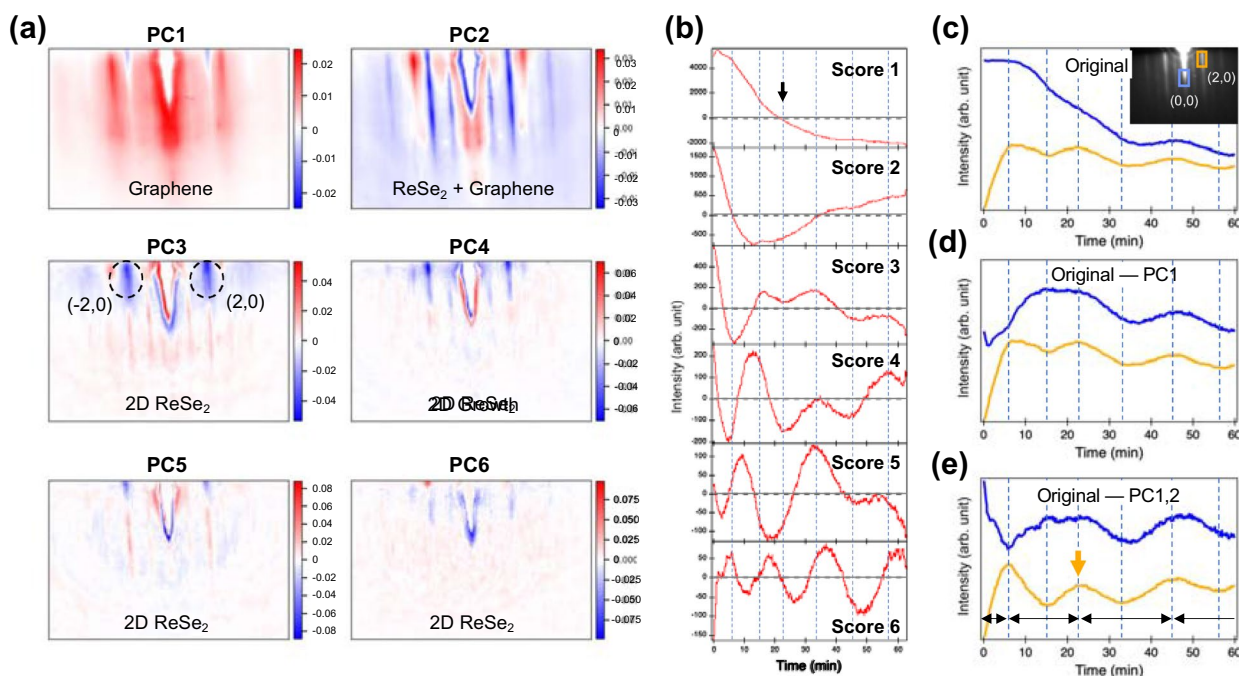 (a)
PC1
0.02
0.01
0
-0.01
-0.02
Graphene
PC2
0.03
0.02
0.01
0
-0.01
-0.02
-0.03
ReSe₂ + Graphene
PC3
0.04
0.02
0
-0.02
-0.04
(-2,0)
(2,0)
2D ReSe₂
PC4
0.06
0.04
0.02
0
-0.02
-0.04
-0.06
2D Growth
2D ReSe₂
PC5
0.08
0.06
0.04
0.02
0
-0.02
-0.04
-0.06
-0.08
2D ReSe₂
PC6
0.075
0.050
0.025
-0.025
-0.050
-0.075
2D ReSe₂
(b)
Score 1
4000
2000
0
-2000
Score 2
1500
1000
500
0
-500
Score 3
600
400
200
0
-200
Score 4
200
100
0
-100
-200
Score 5
100
50
0
-50
-100
Score 6
50
0
-50
-100
-150
Intensity (arb. unit)
0 10 20 30 40 50 60
Time (min)
(c)
Original
(0,0)
(2,0)
Intensity (arb. unit)
0 10 20 30 40 50 60
Time (min)
(d)
Original — PC1
Intensity (arb. unit)
0 10 20 30 40 50 60
Time (min)
(e)
Original — PC1,2
Intensity (arb. unit)
0 10 20 30 40 50 60
Time (min)